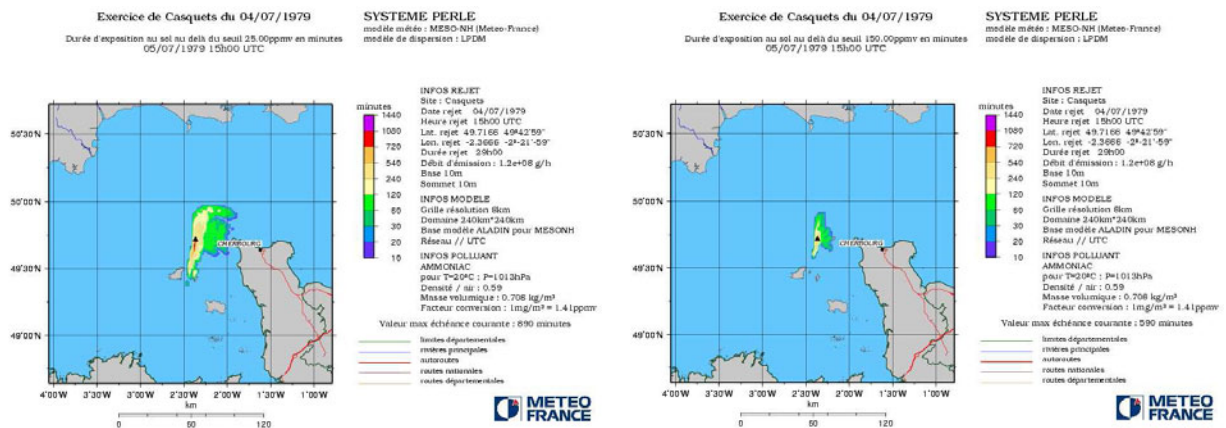 Exercice de Casquets du 04/07/1979
Durée d'exposition au sol au delà du seuil 25.00ppmv en minutes
05/07/1979 15h00 UTC
SYSTEME PERLE
modèle météo : MESO-NH (Meteo-France)
modèle de dispersion : LPDM
50°30'N
50°00'N
49°30'N
49°00'N
4°00'W
3°30'W
3°00'W
2°30'W
2°00'W
1°30'W
1°00'W
CHERBOURG
km
0
60
120
minutes
1440
1080
720
540
240
120
60
30
20
10
INFOS REJET
Site : Casquets
Date rejet 04/07/1979
Heure rejet 15h00 UTC
Lat. rejet 49.7166 49º42'59"
Lon. rejet -2.3666 -2º-21'-59"
Durée rejet 29h00
Débit d'émission : 1.2e+08 g/h
Base 10m
Sommet 10m
INFOS MODELE
Grille résolution 8km
Domaine 240km*240km
Base modèle ALADIN pour MESONH
Réseau // UTC
INFOS POLLUANT
AMMONIAC
pour T=20ºC ; P=1013hPa
Densité / air : 0.59
Masse volumique : 0.708 kg/m³
Facteur conversion : 1mg/m³ = 1.41ppmv
Valeur max échéance courante : 890 minutes
limites départementales
rivières principales
autoroutes
routes nationales
routes départementales
METEO
FRANCE
Exercice de Casquets du 04/07/1979
Durée d'exposition au sol au delà du seuil 150.00ppmv en minutes
05/07/1979 15h00 UTC
SYSTEME PERLE
modèle météo : MESO-NH (Meteo-France)
modèle de dispersion : LPDM
50°30'N
50°00'N
49°30'N
49°00'N
4°00'W
3°30'W
3°00'W
2°30'W
2°00'W
1°30'W
1°00'W
CHERBOURG
km
0
60
120
minutes
1440
1080
720
540
240
120
60
30
20
10
INFOS REJET
Site : Casquets
Date rejet 04/07/1979
Heure rejet 15h00 UTC
Lat. rejet 49.7166 49º42'59"
Lon. rejet -2.3666 -2º-21'-59"
Durée rejet 29h00
Débit d'émission : 1.2e+08 g/h
Base 10m
Sommet 10m
INFOS MODELE
Grille résolution 8km
Domaine 240km*240km
Base modèle ALADIN pour MESONH
Réseau // UTC
INFOS POLLUANT
AMMONIAC
pour T=20ºC ; P=1013hPa
Densité / air : 0.59
Masse volumique : 0.708 kg/m³
Facteur conversion : 1mg/m³ = 1.41ppmv
Valeur max échéance courante : 590 minutes
limites départementales
rivières principales
autoroutes
routes nationales
routes départementales
METEO
FRANCE